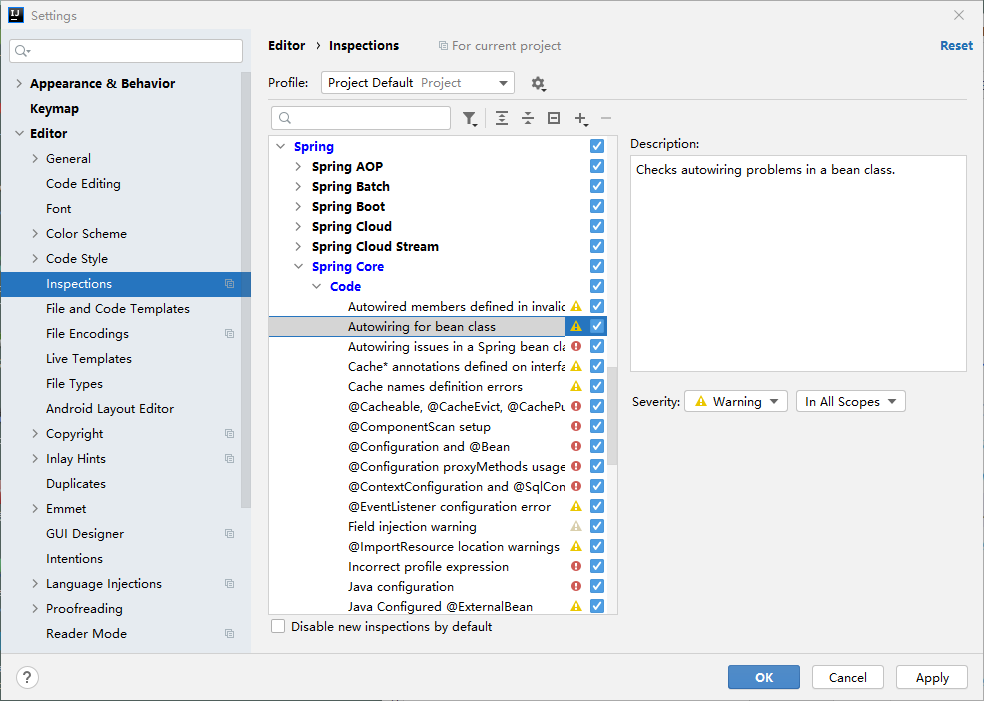 Settings
Appearance & Behavior
Keymap
Editor
General
Code Editing
Font
Color Scheme
Code Style
Inspections
File and Code Templates
File Encodings
Live Templates
File Types
Android Layout Editor
Copyright
Inlay Hints
Duplicates
Emmet
GUI Designer
Intentions
Language Injections
Proofreading
Reader Mode
Editor › Inspections For current project Reset
Profile: Project Default Project
Spring
Spring AOP
Spring Batch
Spring Boot
Spring Cloud
Spring Cloud Stream
Spring Core
Code
Autowired members defined in invalid
Autowiring for bean class
Autowiring issues in a Spring bean cla
Cache* annotations defined on interfa
Cache names definition errors
@Cacheable, @CacheEvict, @CachePu
@ComponentScan setup
@Configuration and @Bean
@Configuration proxyMethods usage
@ContextConfiguration and @SqlCon
@EventListener configuration error
Field injection warning
@ImportResource location warnings
Incorrect profile expression
Java configuration
Java Configured @ExternalBean
Disable new inspections by default
Description:
Checks autowiring problems in a bean class.
Severity: Warning In All Scopes
? OK Cancel Apply